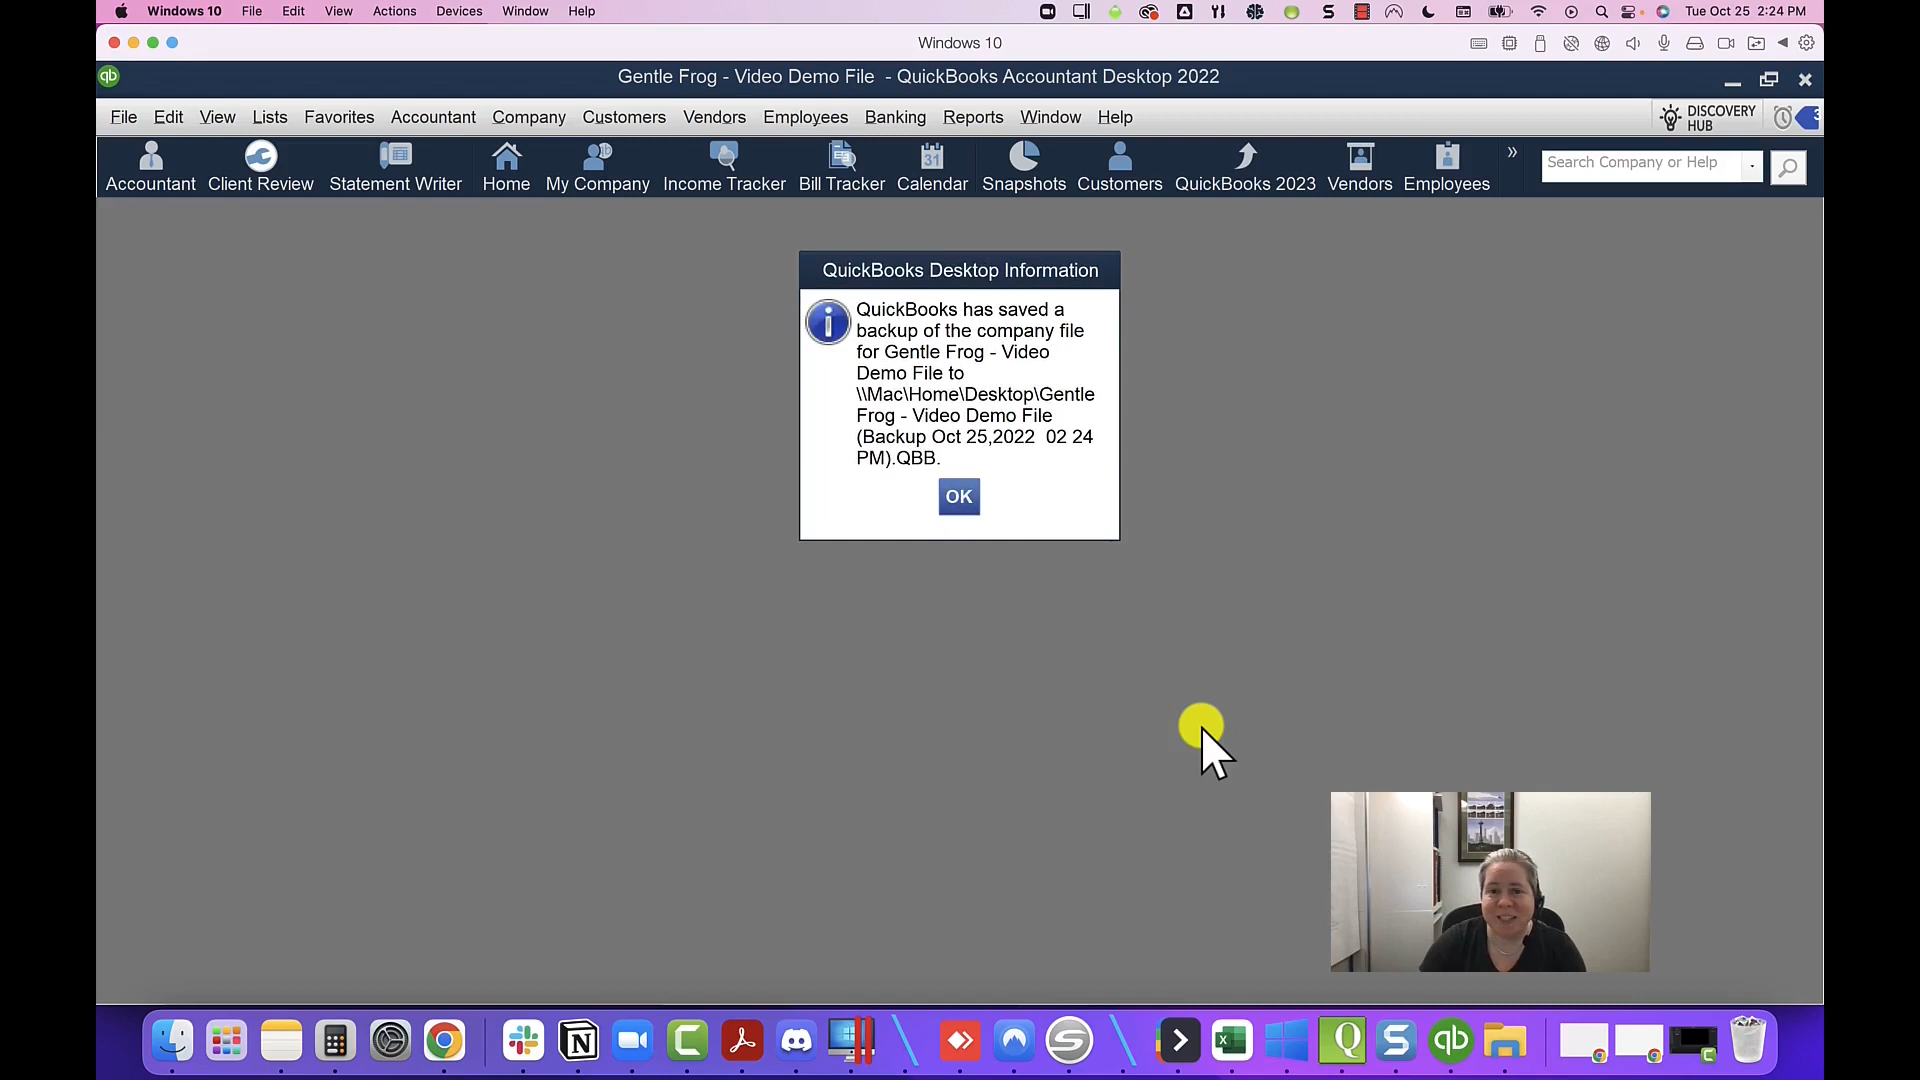 Windows 10 File Edit View Actions Devices Window Help Tue Oct 25 2:24 PM
Windows 10
qb Gentle Frog - Video Demo File - QuickBooks Accountant Desktop 2022
File Edit View Lists Favorites Accountant Company Customers Vendors Employees Banking Reports Window Help DISCOVERY HUB 3
Accountant Client Review Statement Writer Home My Company Income Tracker Bill Tracker 31 Calendar Snapshots Customers QuickBooks 2023 Vendors Employees » Search Company or Help
QuickBooks Desktop Information
QuickBooks has saved a
backup of the company file
for Gentle Frog - Video
Demo File to
\\Mac\Home\Desktop\Gentle
Frog - Video Demo File
(Backup Oct 25,2022 02 24
PM).QBB.
OK